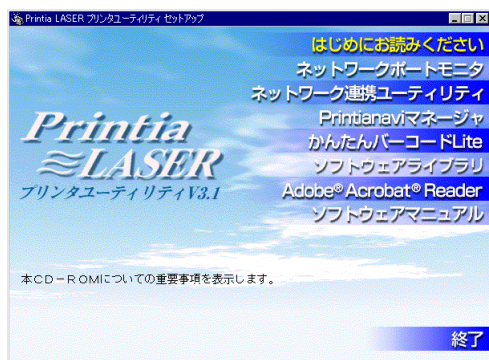 Printia LASER プリンタユーティリティ セットアップ
はじめにお読みください
ネットワークポートモニタ
ネットワーク連携ユーティリティ
Printianaviマネージャ
かんたんバーコードLite
ソフトウェアライブラリ
Adobe® Acrobat® Reader
ソフトウェアマニュアル
Printia
LASER
プリンタユーティリティV3.1
本CD－ROMについての重要事項を表示します。
終了